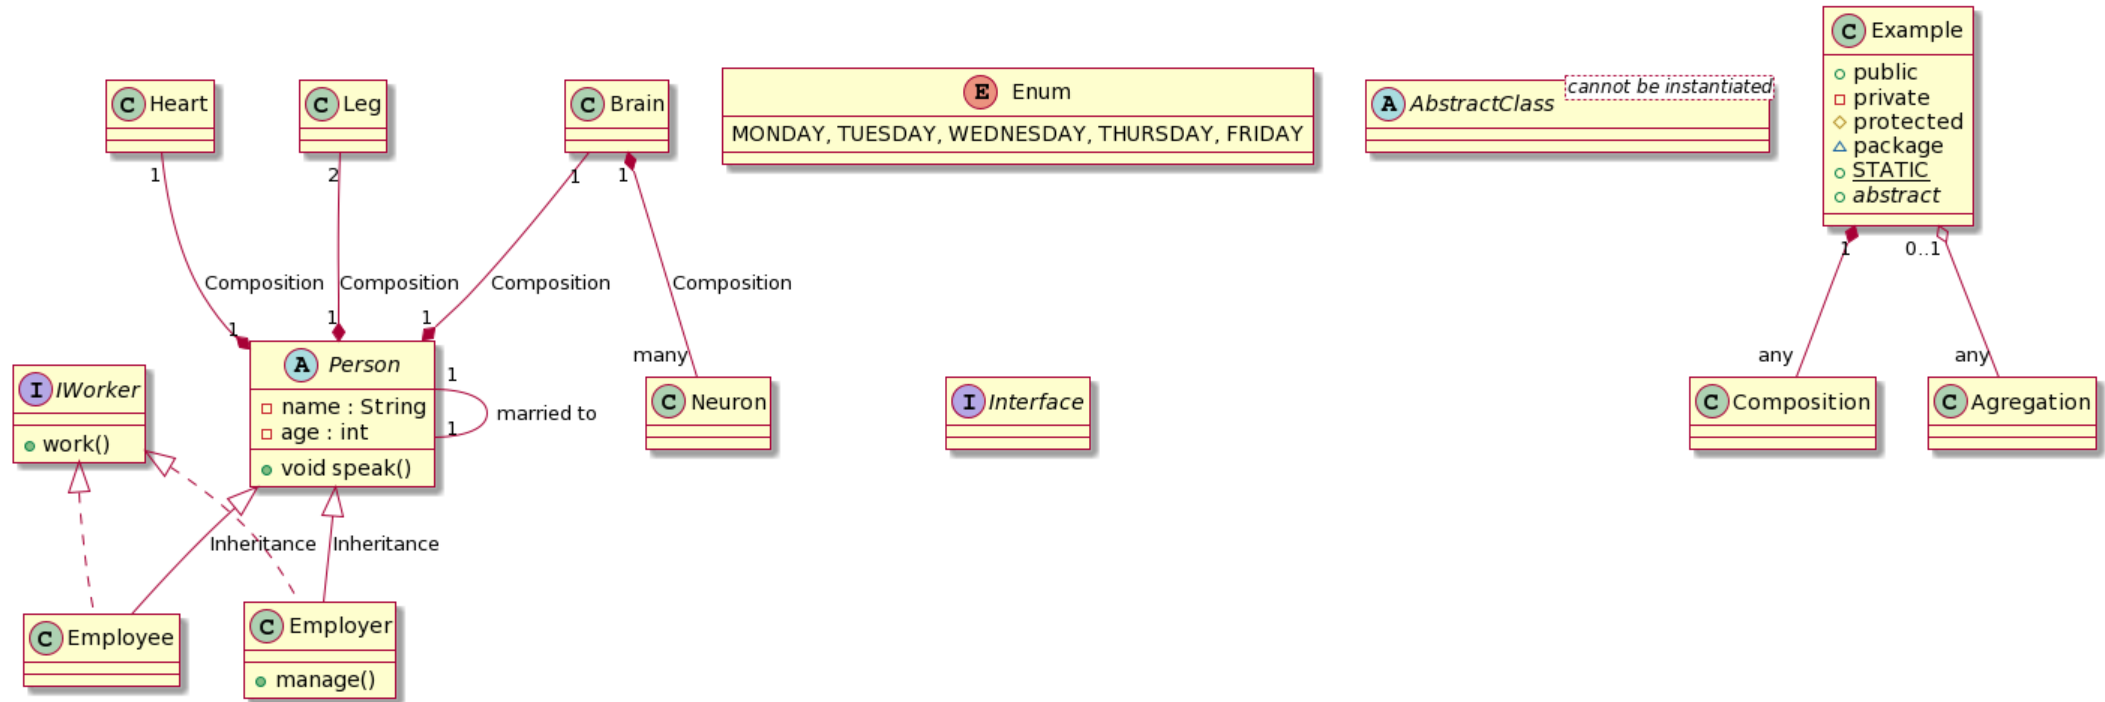 C Heart
C Leg
C Brain
E Enum
MONDAY, TUESDAY, WEDNESDAY, THURSDAY, FRIDAY
A AbstractClass
cannot be instantiated
C Example
public
private
protected
package
STATIC
abstract
1
2
1
1
1
0..1
Composition
Composition
Composition
Composition
1
1
1
many
any
any
I IWorker
work()
A Person
name : String
age : int
void speak()
1
married to
1
C Neuron
I Interface
C Composition
C Agregation
Inheritance
Inheritance
C Employee
C Employer
manage()